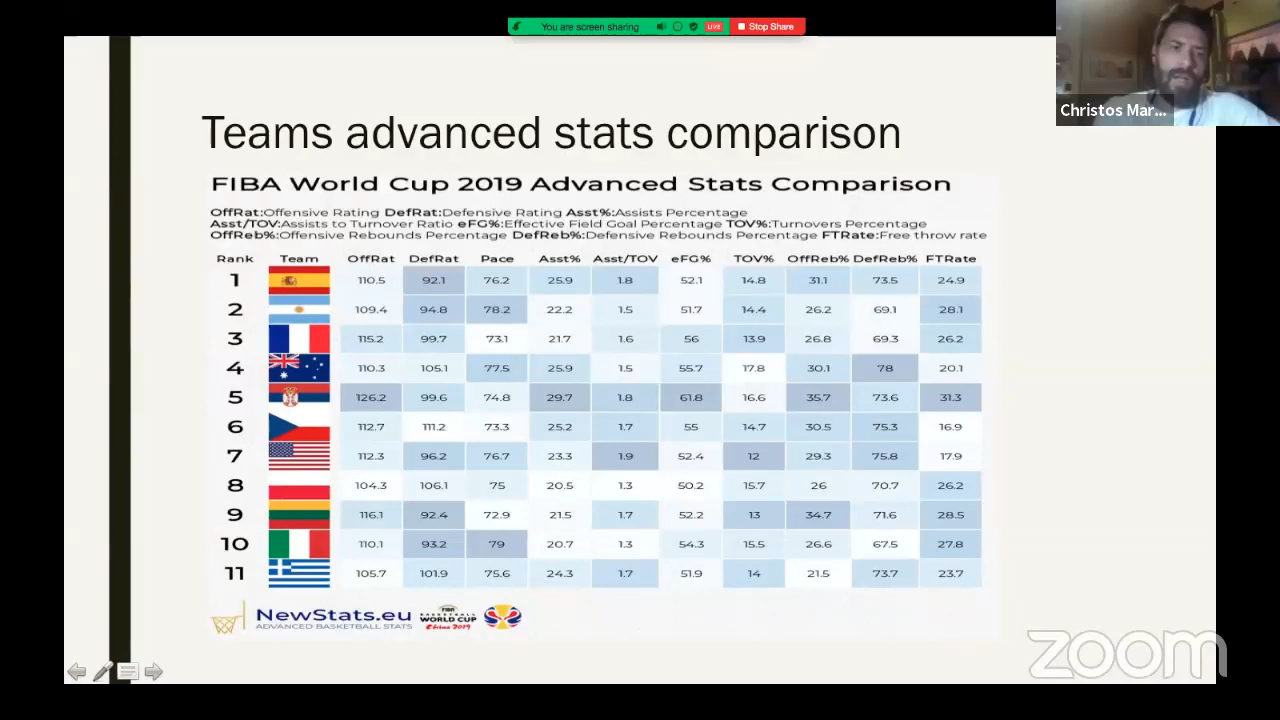 You are screen sharing LIVE Stop Share
Christos Mar...
Teams advanced stats comparison
FIBA World Cup 2019 Advanced Stats Comparison
OffRat:Offensive Rating DefRat:Defensive Rating Asst%:Assists Percentage
Asst/TOV:Assists to Turnover Ratio eFG%:Effective Field Goal Percentage TOV%:Turnovers Percentage
OffReb%:Offensive Rebounds Percentage DefReb%:Defensive Rebounds Percentage FTRate:Free throw rate
Rank Team OffRat DefRat Pace Asst% Asst/TOV eFG% TOV% OffReb% DefReb% FTRate
1 110.5 92.1 76.2 25.9 1.8 52.1 14.8 31.1 73.5 24.9
2 109.4 94.8 78.2 22.2 1.5 51.7 14.4 26.2 69.1 28.1
3 115.2 99.7 73.1 21.7 1.6 56 13.9 26.8 69.3 26.2
4 110.3 105.1 77.5 25.9 1.5 55.7 17.8 30.1 78 20.1
5 126.2 99.6 74.8 29.7 1.8 61.8 16.6 35.7 73.6 31.3
6 112.7 111.2 73.3 25.2 1.7 55 14.7 30.5 75.3 16.9
7 112.3 96.2 76.7 23.3 1.9 52.4 12 29.3 75.8 17.9
8 104.3 106.1 75 20.5 1.3 50.2 15.7 26 70.7 26.2
9 116.1 92.4 72.9 21.5 1.7 52.2 13 34.7 71.6 28.5
10 110.1 93.2 79 20.7 1.3 54.3 15.5 26.6 67.5 27.8
11 105.7 101.9 75.6 24.3 1.7 51.9 14 21.5 73.7 23.7
NewStats.eu
ADVANCED BASKETBALL STATS
FIBA
BASKETBALL
WORLD CUP
China 2019
zoom